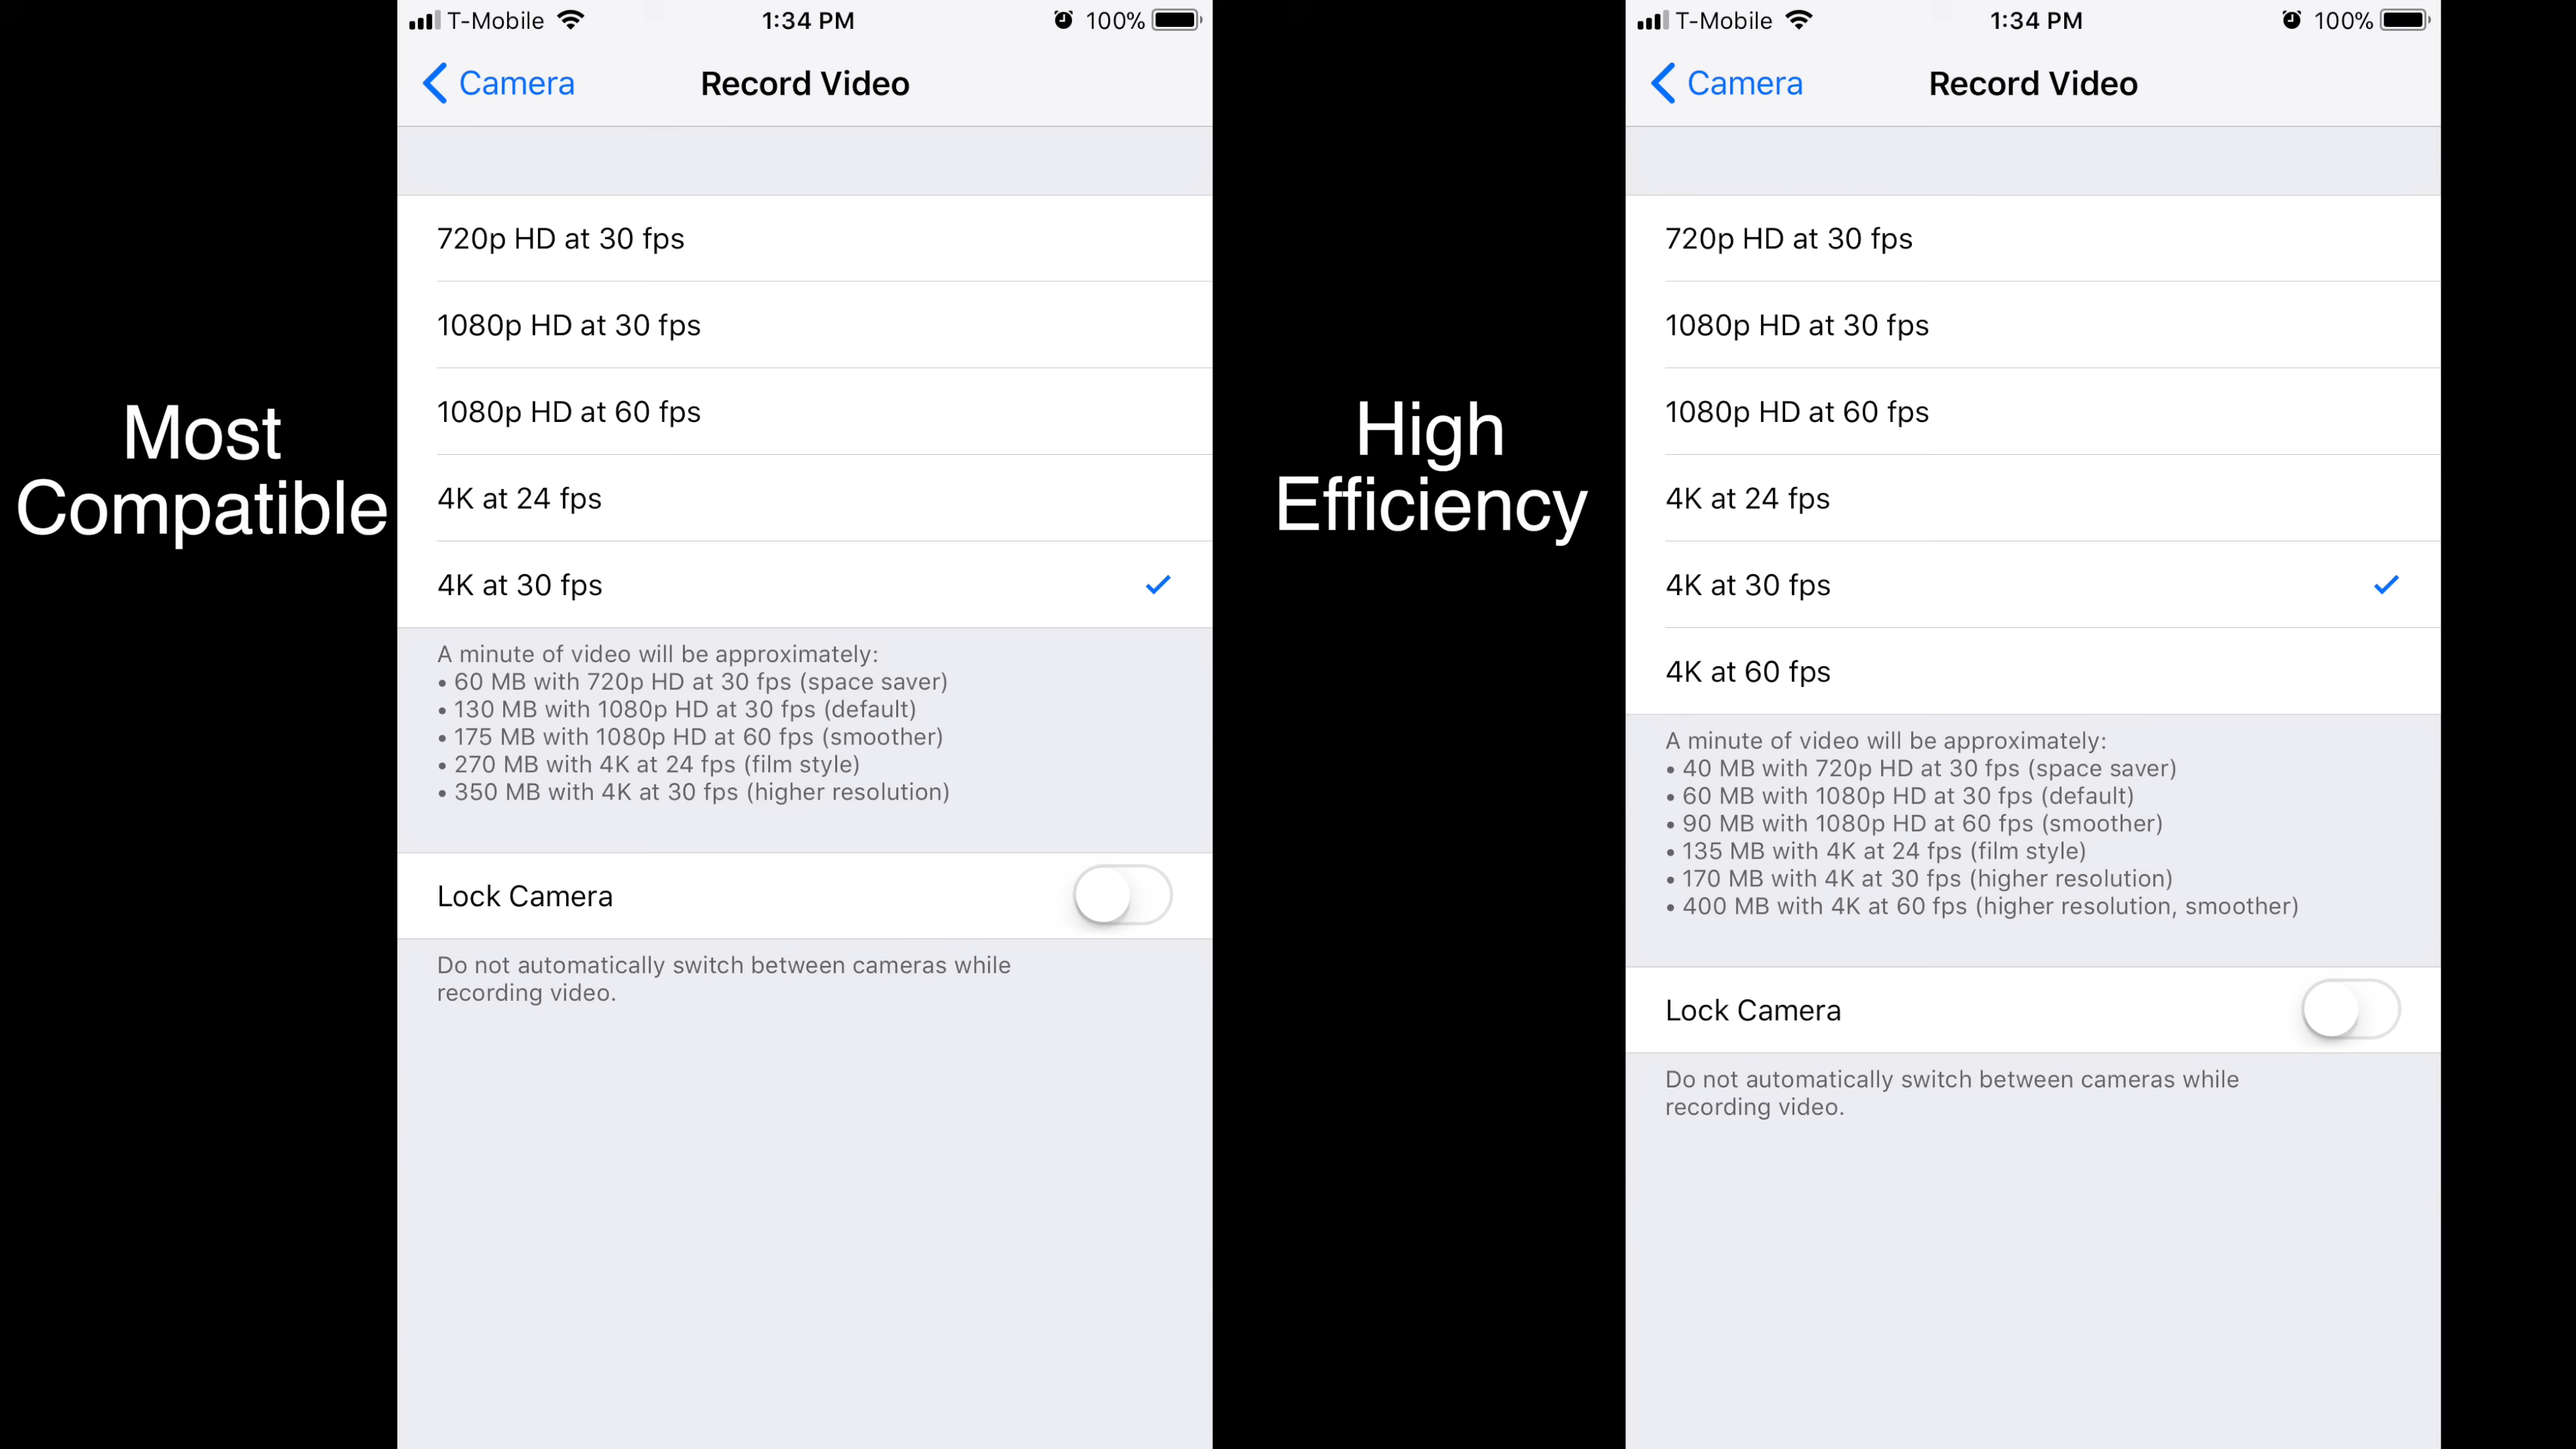 Most
Compatible
T-Mobile 1:34 PM 100%
Camera Record Video
720p HD at 30 fps
1080p HD at 30 fps
1080p HD at 60 fps
4K at 24 fps
4K at 30 fps
A minute of video will be approximately:
• 60 MB with 720p HD at 30 fps (space saver)
• 130 MB with 1080p HD at 30 fps (default)
• 175 MB with 1080p HD at 60 fps (smoother)
• 270 MB with 4K at 24 fps (film style)
• 350 MB with 4K at 30 fps (higher resolution)
Lock Camera
Do not automatically switch between cameras while
recording video.
High
Efficiency
T-Mobile 1:34 PM 100%
Camera Record Video
720p HD at 30 fps
1080p HD at 30 fps
1080p HD at 60 fps
4K at 24 fps
4K at 30 fps
4K at 60 fps
A minute of video will be approximately:
• 40 MB with 720p HD at 30 fps (space saver)
• 60 MB with 1080p HD at 30 fps (default)
• 90 MB with 1080p HD at 60 fps (smoother)
• 135 MB with 4K at 24 fps (film style)
• 170 MB with 4K at 30 fps (higher resolution)
• 400 MB with 4K at 60 fps (higher resolution, smoother)
Lock Camera
Do not automatically switch between cameras while
recording video.